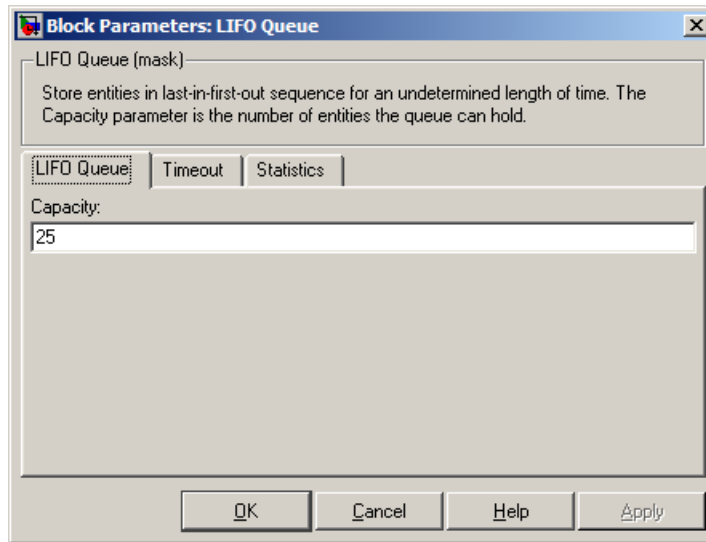 Block Parameters: LIFO Queue
LIFO Queue (mask)
Store entities in last-in-first-out sequence for an undetermined length of time. The
Capacity parameter is the number of entities the queue can hold.
LIFO Queue Timeout Statistics
Capacity:
25
OK Cancel Help Apply